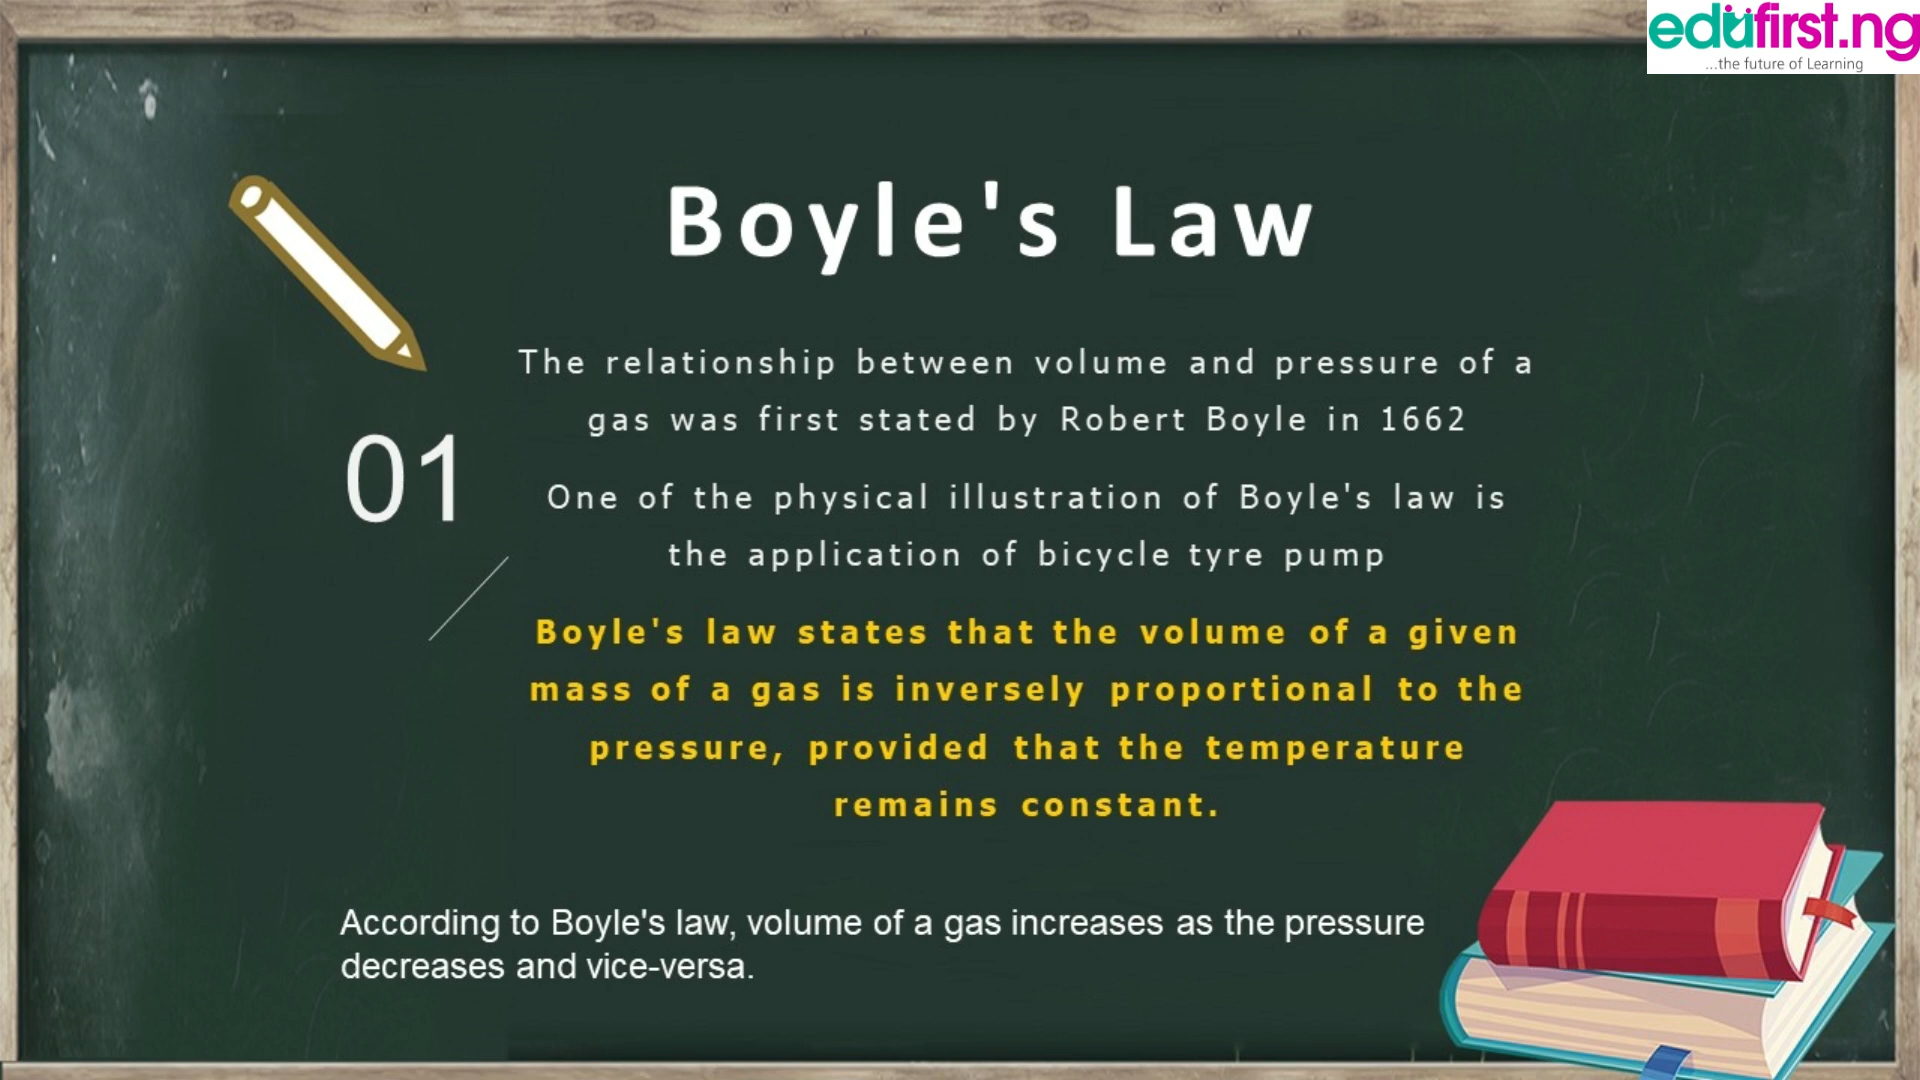 edufirst.ng
...the future of Learning
Boyle's Law
The relationship between volume and pressure of a
gas was first stated by Robert Boyle in 1662
01
One of the physical illustration of Boyle's law is
the application of bicycle tyre pump
Boyle's law states that the volume of a given
mass of a gas is inversely proportional to the
pressure, provided that the temperature
remains constant.
According to Boyle's law, volume of a gas increases as the pressure
decreases and vice-versa.